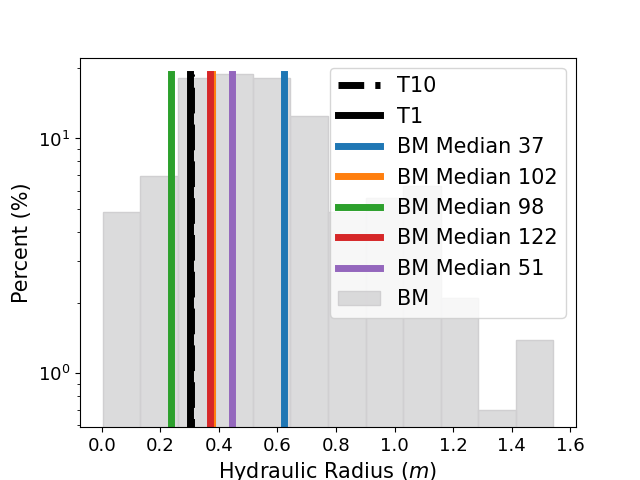 T10
T1
BM Median 37
BM Median 102
BM Median 98
BM Median 122
BM Median 51
BM
Percent (%)
10¹
10⁰
0.0 0.2 0.4 0.6 0.8 1.0 1.2 1.4 1.6
Hydraulic Radius (m)